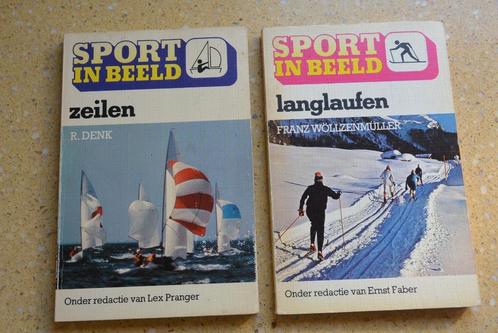 SPORT
IN BEELD
zeilen
R. DENK
Onder redactie van Lex Pranger
SPORT
IN BEELD
langlaufen
FRANZ WÖLLZENMÜLLER
Onder redactie van Ernst Faber